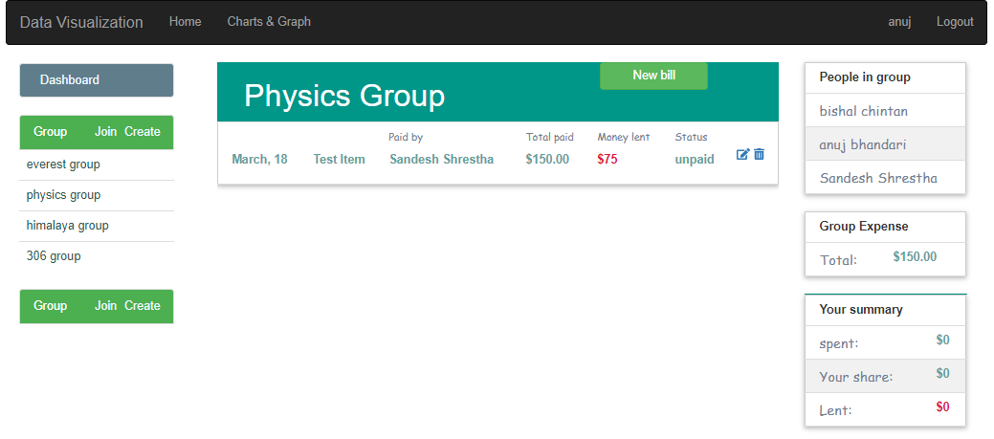 Data Visualization Home Charts & Graph anuj Logout
Dashboard
Group Join Create
everest group
physics group
himalaya group
306 group
Group Join Create
Physics Group
New bill
Paid by Total paid Money lent Status
March, 18 Test Item Sandesh Shrestha $150.00 $75 unpaid
People in group
bishal chintan
anuj bhandari
Sandesh Shrestha
Group Expense
Total: $150.00
Your summary
spent: $0
Your share: $0
Lent: $0